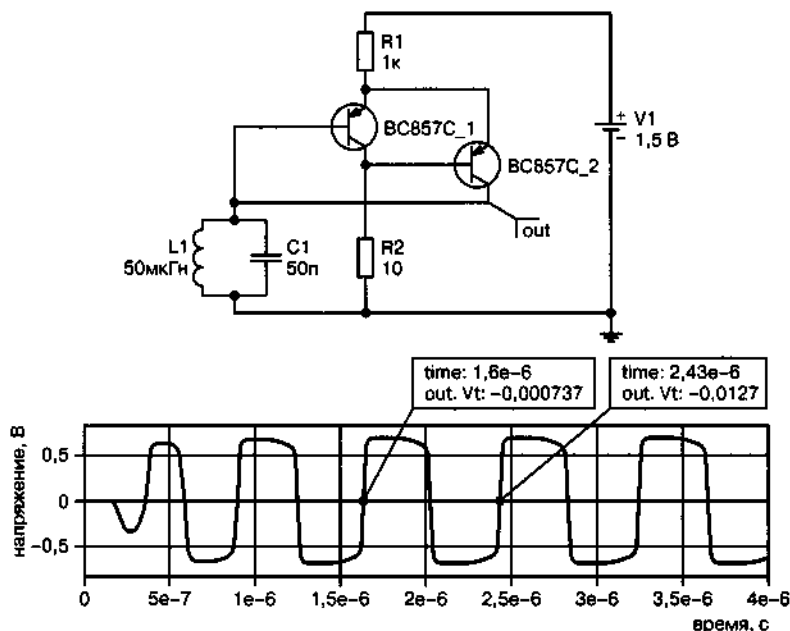 R1
1к
BC857C_1
+ V1
− 1,5 В
BC857C_2
out
L1
50мкГн
C1
50п
R2
10
time: 1,6e-6
out. Vt: −0,000737
time: 2,43e-6
out. Vt: −0,0127
напряжение, В
0,5
0
−0,5
0
5e-7
1e-6
1,5e-6
2e-6
2,5e-6
3e-6
3,5e-6
4e-6
время, с